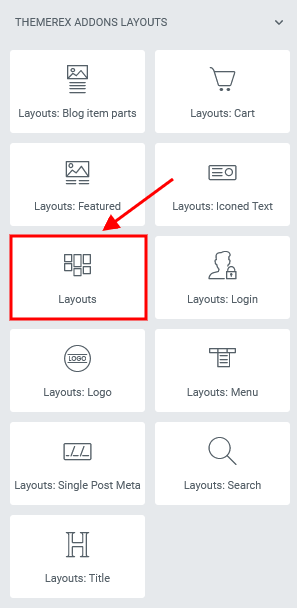 THEMEREX ADDONS LAYOUTS
Layouts: Blog item parts
Layouts: Cart
Layouts: Featured
Layouts: Iconed Text
Layouts
Layouts: Login
LOGO
Layouts: Logo
Layouts: Menu
Layouts: Single Post Meta
Layouts: Search
H
Layouts: Title